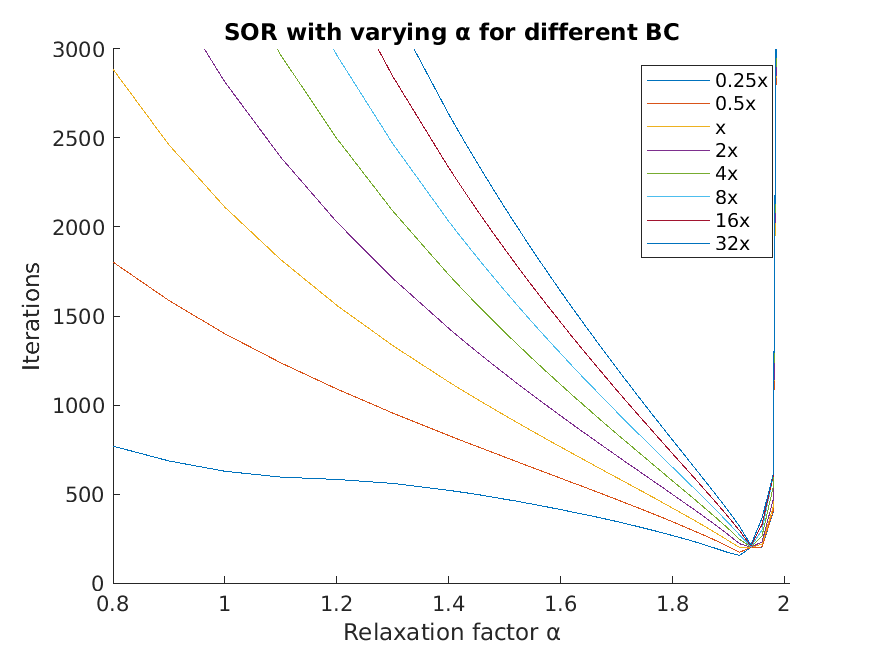 SOR with varying α for different BC
3000
2500
2000
1500
1000
500
0
Iterations
0.25x
0.5x
x
2x
4x
8x
16x
32x
0.8
1
1.2
1.4
1.6
1.8
2
Relaxation factor α